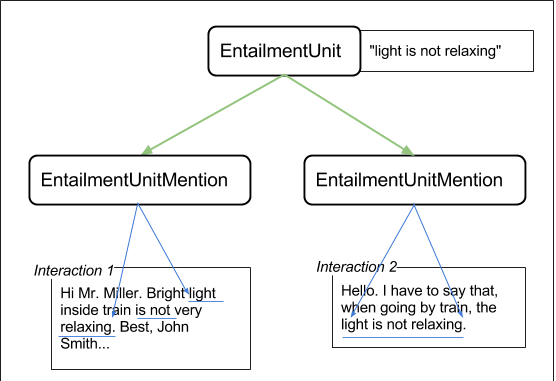 EntailmentUnit
"light is not relaxing"
EntailmentUnitMention
EntailmentUnitMention
Interaction 1
Hi Mr. Miller. Bright light
inside train is not very
relaxing. Best, John
Smith...
Interaction 2
Hello. I have to say that,
when going by train, the
light is not relaxing.